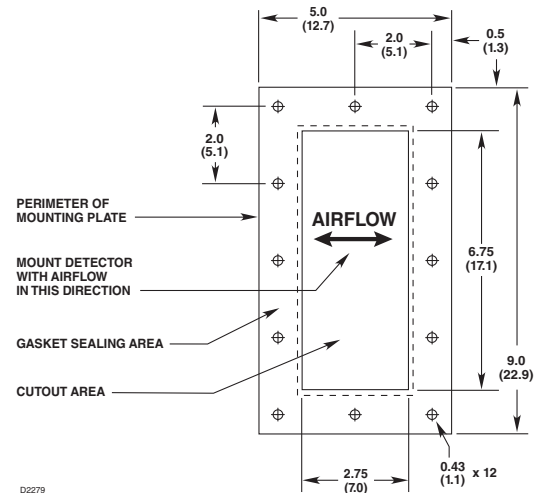 5.0
(12.7)
2.0
(5.1)
0.5
(1.3)
2.0
(5.1)
PERIMETER OF
MOUNTING PLATE
AIRFLOW
MOUNT DETECTOR
WITH AIRFLOW
IN THIS DIRECTION
6.75
(17.1)
GASKET SEALING AREA
9.0
(22.9)
CUTOUT AREA
2.75
(7.0)
0.43
(1.1) x 12
D2279